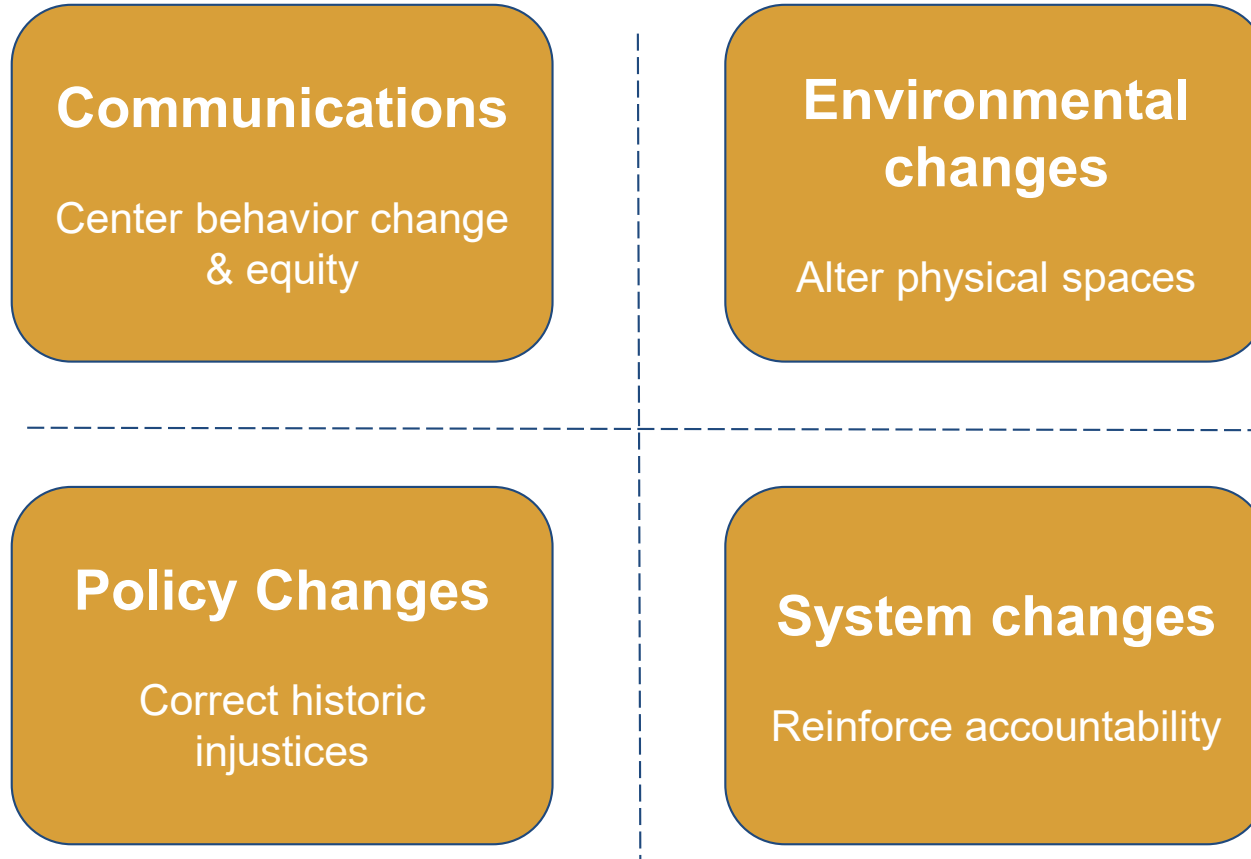 Communications
Center behavior change
& equity
Environmental
changes
Alter physical spaces
Policy Changes
Correct historic
injustices
System changes
Reinforce accountability